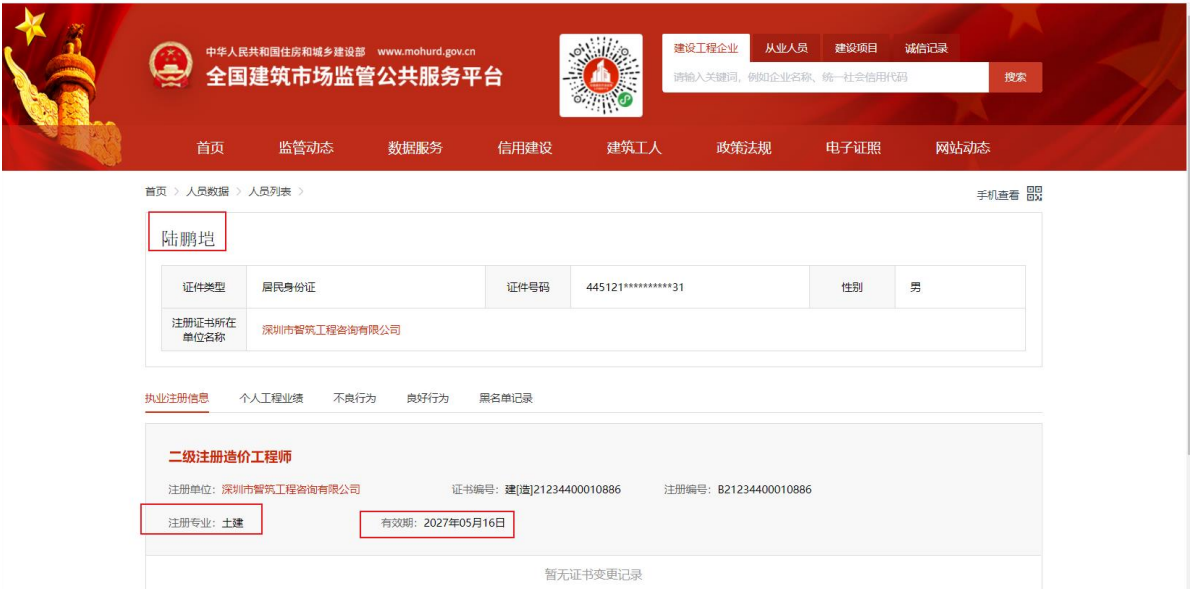 中华人民共和国住房和城乡建设部 www.mohurd.gov.cn
全国建筑市场监管公共服务平台
建设工程企业 从业人员 建设项目 诚信记录
请输入关键词，例如企业名称、统一社会信用代码 搜索
首页 监管动态 数据服务 信用建设 建筑工人 政策法规 电子证照 网站动态
首页 > 人员数据 > 人员列表 >
手机查看
陆鹏垲
证件类型 居民身份证 证件号码 445121**********31 性别 男
注册证书所在
单位名称
深圳市智筑工程咨询有限公司
执业注册信息 个人工程业绩 不良行为 良好行为 黑名单记录
二级注册造价工程师
注册单位：深圳市智筑工程咨询有限公司 证书编号：建[造]21234400010886 注册编号：B21234400010886
注册专业：土建 有效期：2027年05月16日
暂无证书变更记录